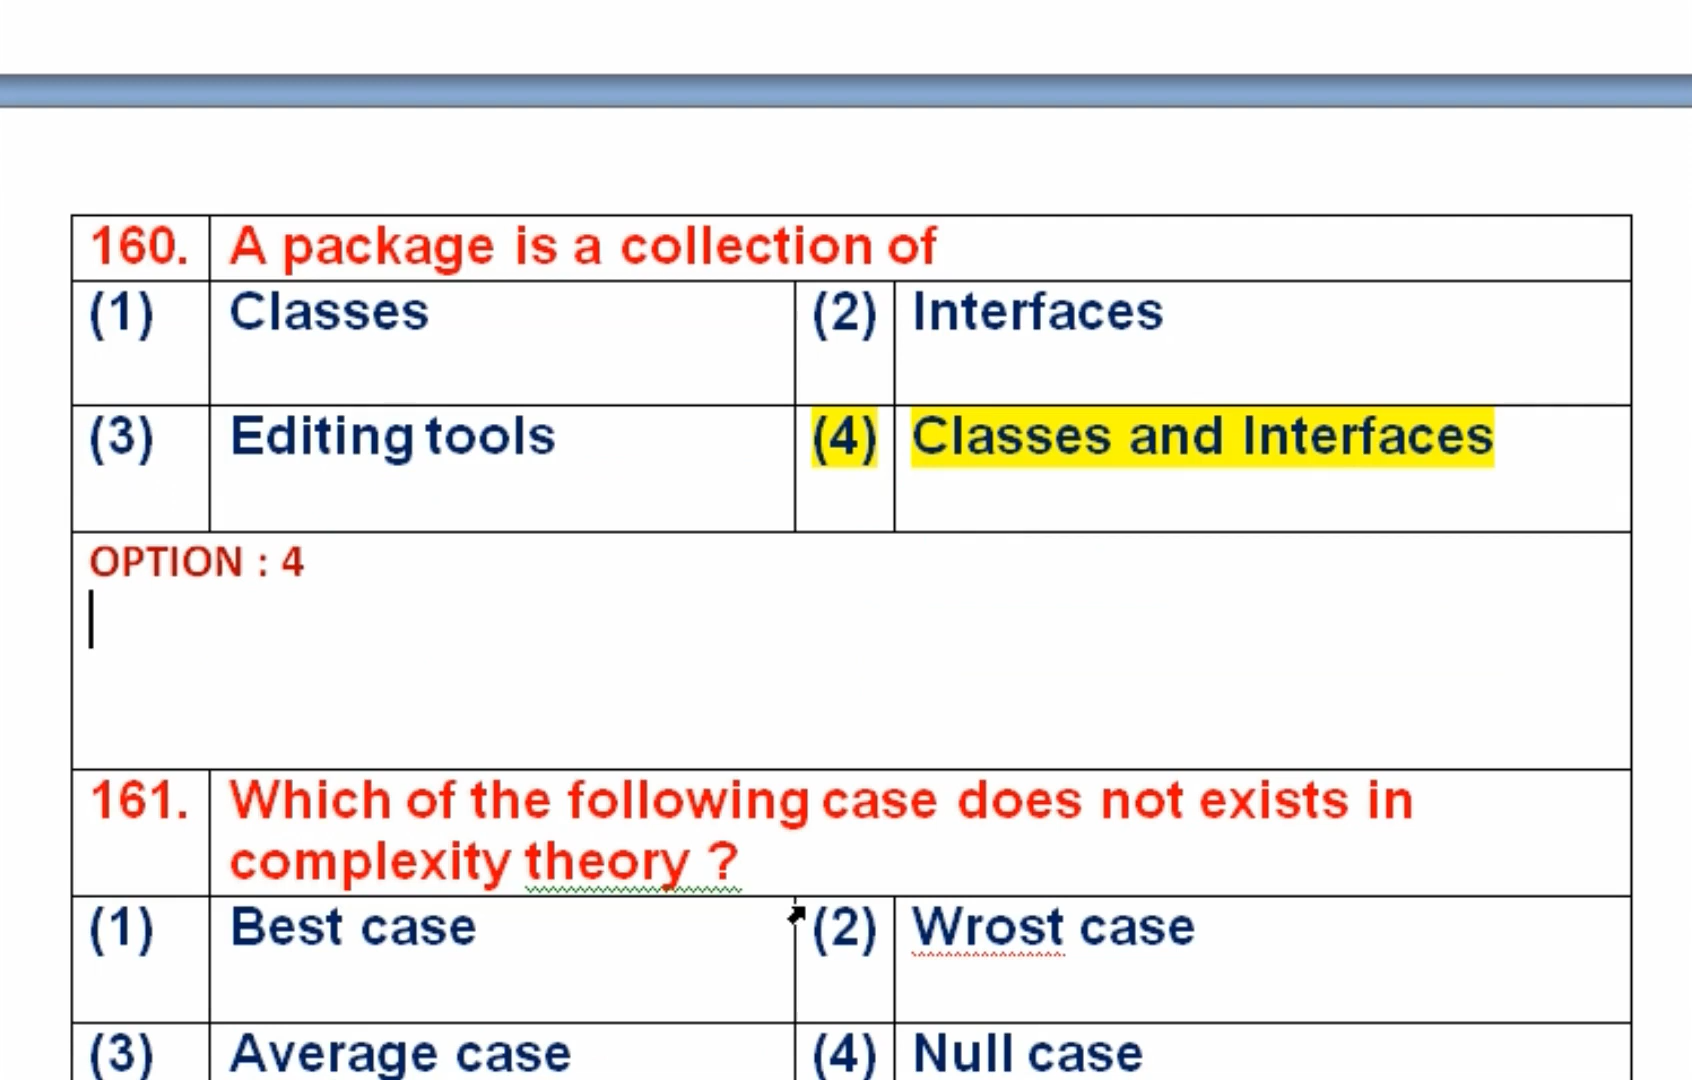 160. A package is a collection of
(1) Classes (2) Interfaces
(3) Editing tools (4) Classes and Interfaces
OPTION : 4
161. Which of the following case does not exists in
complexity theory ?
(1) Best case (2) Wrost case
(3) Average case (4) Null case